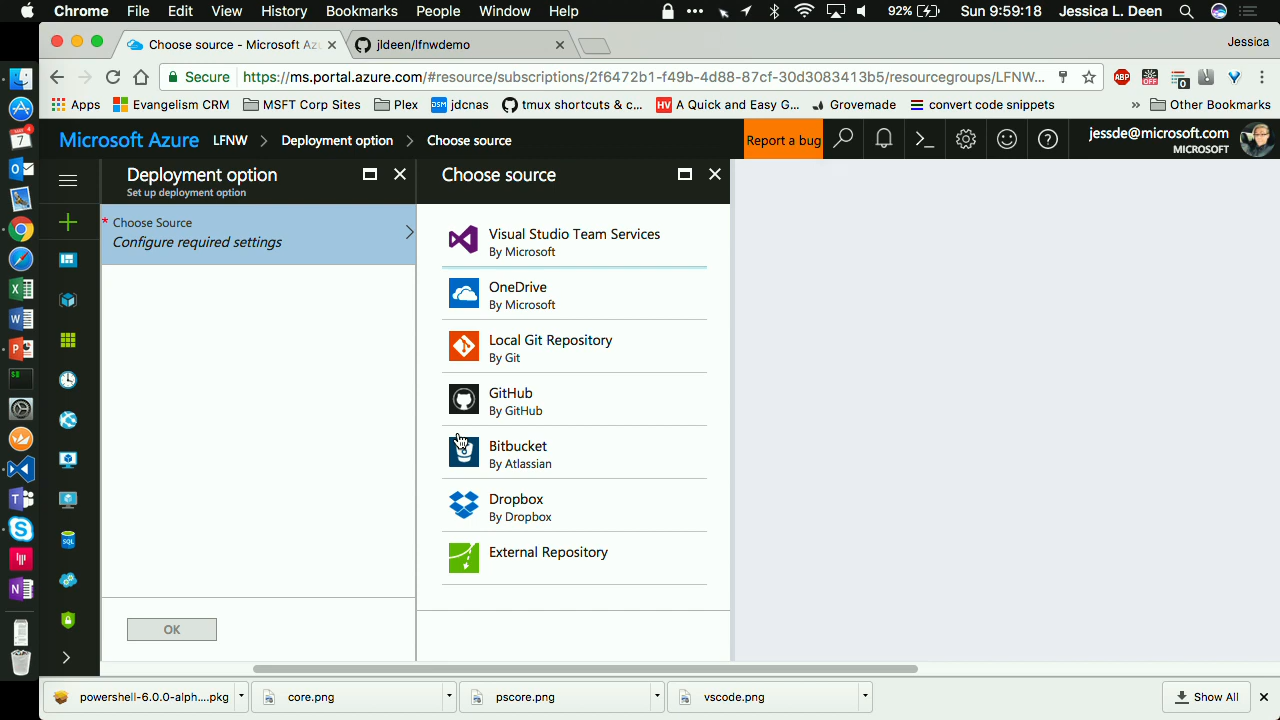 Chrome File Edit View History Bookmarks People Window Help 92% Sun 9:59:18 Jessica L. Deen
Choose source - Microsoft Az
jldeen/lfnwdemo
Jessica
Secure https://ms.portal.azure.com/#resource/subscriptions/2f6472b1-f49b-4d88-87cf-30d3083413b5/resourcegroups/LFNW...
Apps Evangelism CRM MSFT Corp Sites Plex jdcnas tmux shortcuts & c... A Quick and Easy G... Grovemade convert code snippets » Other Bookmarks
Microsoft Azure LFNW > Deployment option > Choose source
Report a bug
jessde@microsoft.com
MICROSOFT
Deployment option
Set up deployment option
* Choose Source
Configure required settings
OK
Choose source
Visual Studio Team Services
By Microsoft
OneDrive
By Microsoft
Local Git Repository
By Git
GitHub
By GitHub
Bitbucket
By Atlassian
Dropbox
By Dropbox
External Repository
powershell-6.0.0-alph....pkg
core.png
pscore.png
vscode.png
Show All